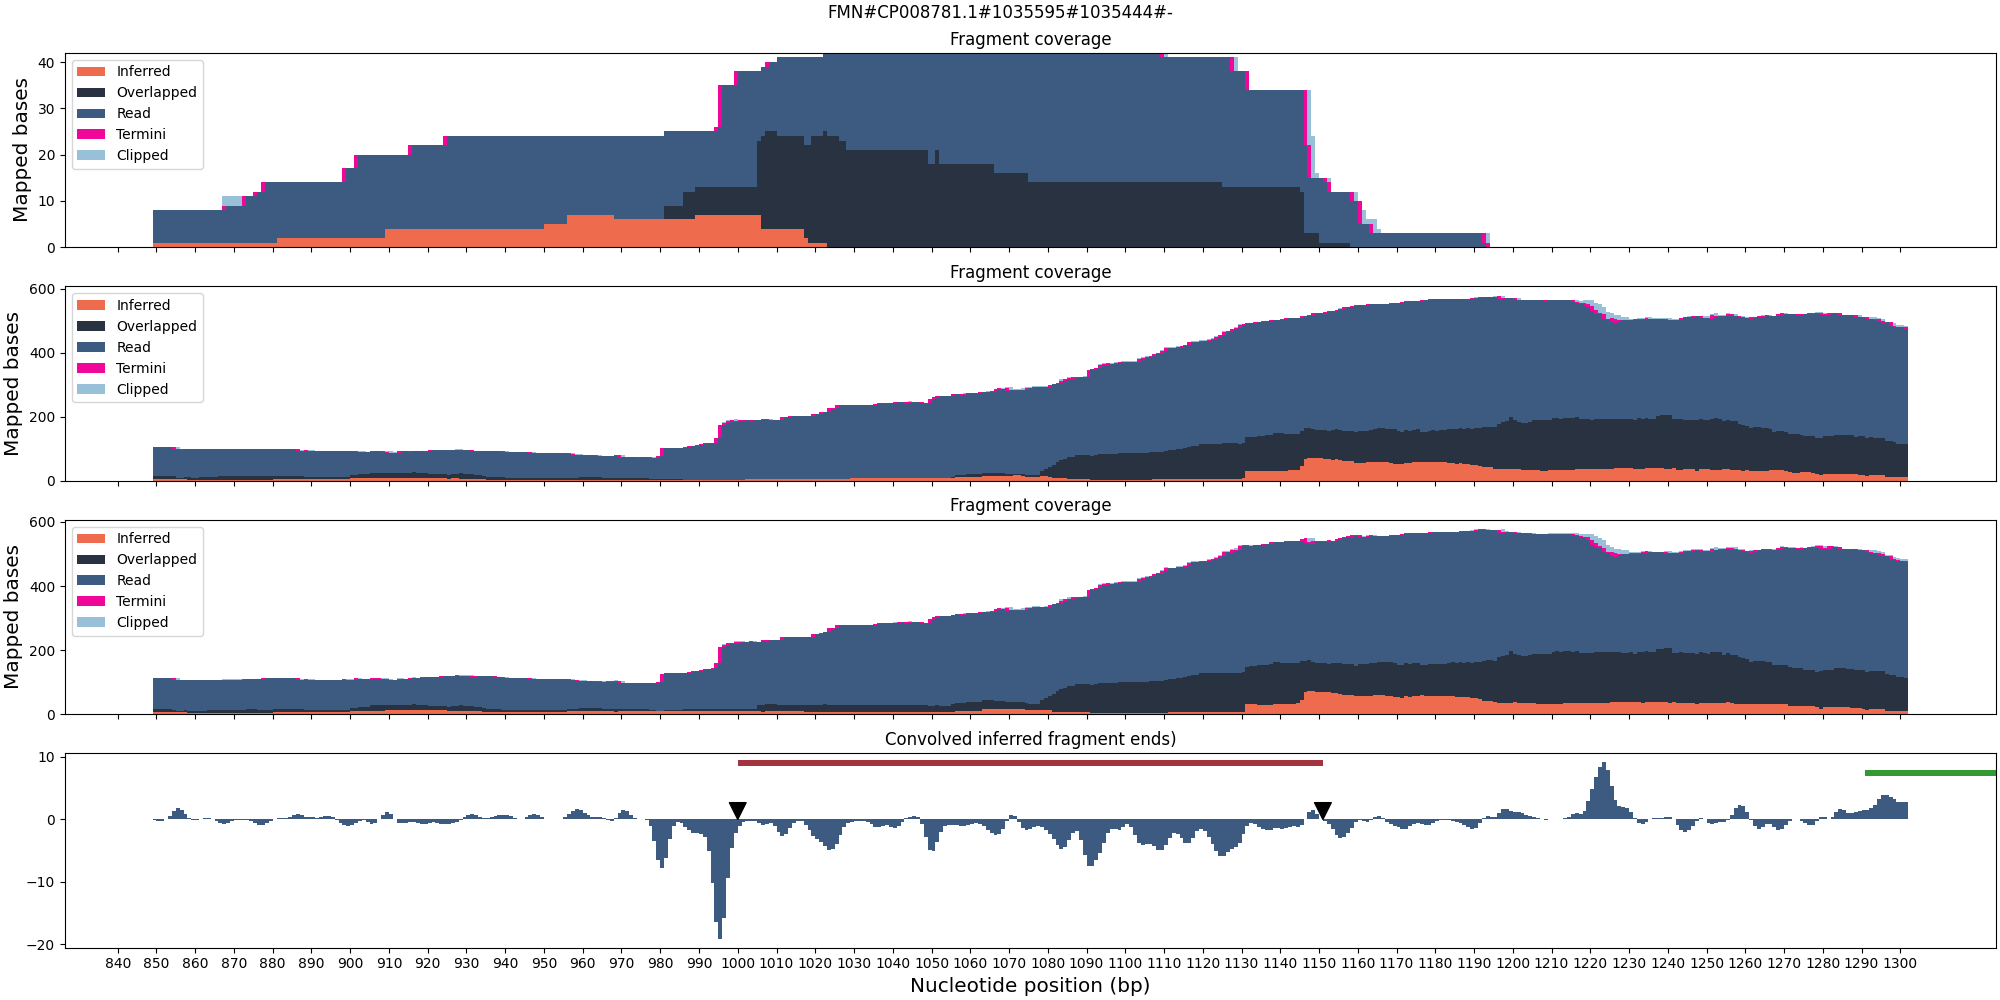 FMN#CP008781.1#1035595#1035444#-
Fragment coverage
Mapped bases
40
30
20
10
0
Inferred
Overlapped
Read
Termini
Clipped
Fragment coverage
Mapped bases
600
400
200
0
Inferred
Overlapped
Read
Termini
Clipped
Fragment coverage
Mapped bases
600
400
200
0
Inferred
Overlapped
Read
Termini
Clipped
Convolved inferred fragment ends)
10
0
−10
−20
840 850 860 870 880 890 900 910 920 930 940 950 960 970 980 990 1000 1010 1020 1030 1040 1050 1060 1070 1080 1090 1100 1110 1120 1130 1140 1150 1160 1170 1180 1190 1200 1210 1220 1230 1240 1250 1260 1270 1280 1290 1300
Nucleotide position (bp)